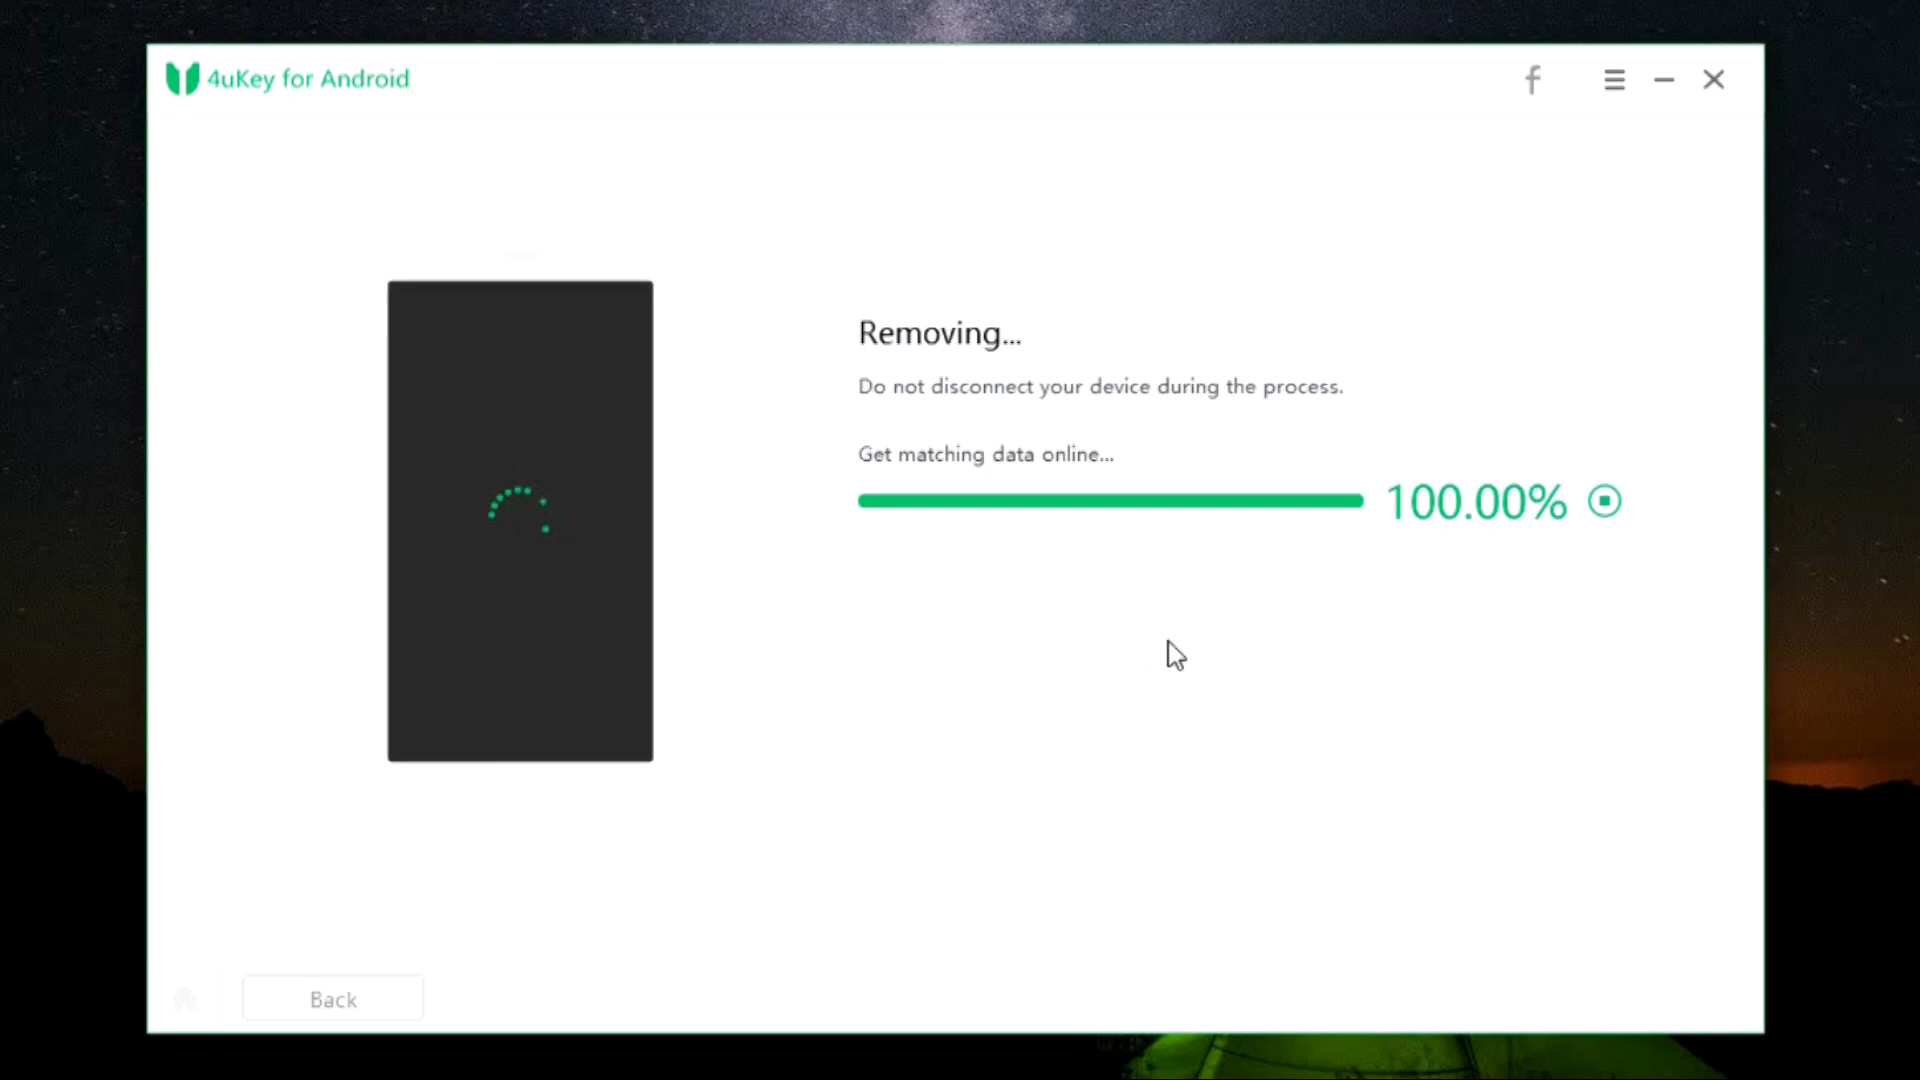 4uKey for Android
Removing...
Do not disconnect your device during the process.
Get matching data online...
100.00%
Back